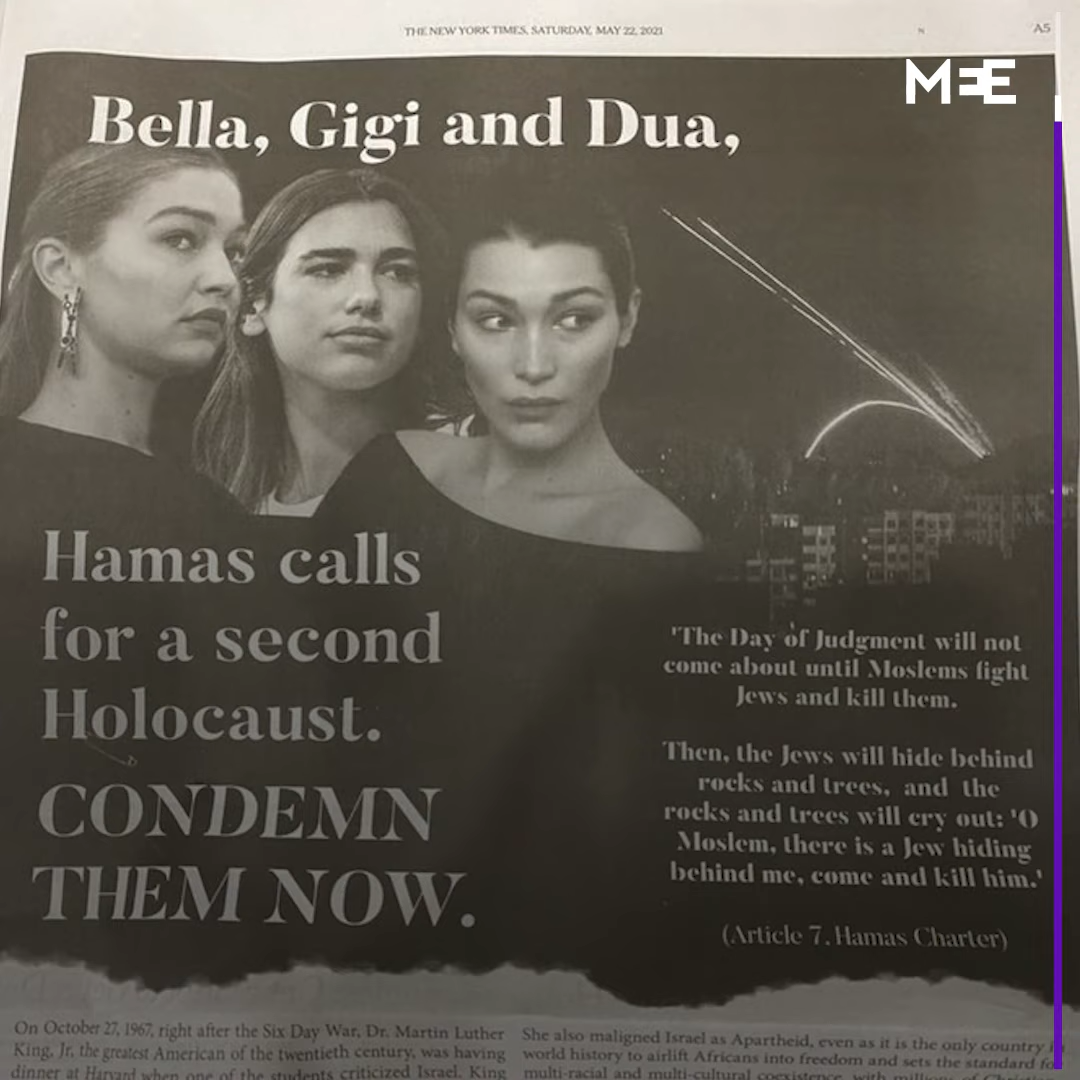 THE NEW YORK TIMES, SATURDAY, MAY 22, 2021
N
A5
MEE
Bella, Gigi and Dua,
Hamas calls
for a second
Holocaust.
CONDEMN
THEM NOW.
'The Day of Judgment will not
come about until Moslems fight
Jews and kill them.
Then, the Jews will hide behind
rocks and trees, and the
rocks and trees will cry out: 'O
Moslem, there is a Jew hiding
behind me, come and kill him.'
(Article 7, Hamas Charter)
On October 27, 1967, right after the Six Day War, Dr. Martin Luther
King, Jr, the greatest American of the twentieth century, was having
dinner at Harvard when one of the students criticized Israel. King
She also maligned Israel as Apartheid, even as it is the only country
world history to airlift Africans into freedom and sets the standard
multi-racial and multi-cultural coexistence, with